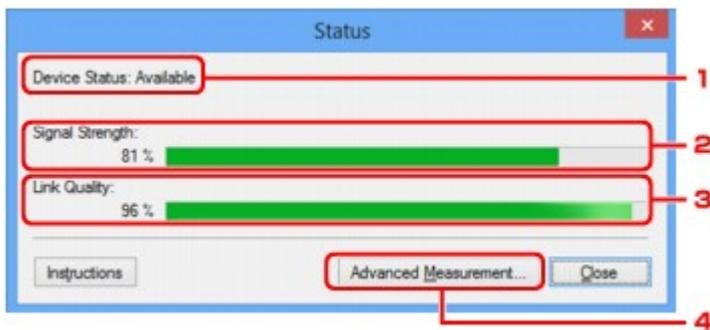 Status
Device Status: Available
1
Signal Strength:
81 %
2
Link Quality:
96 %
3
Instructions
Advanced Measurement...
Close
4